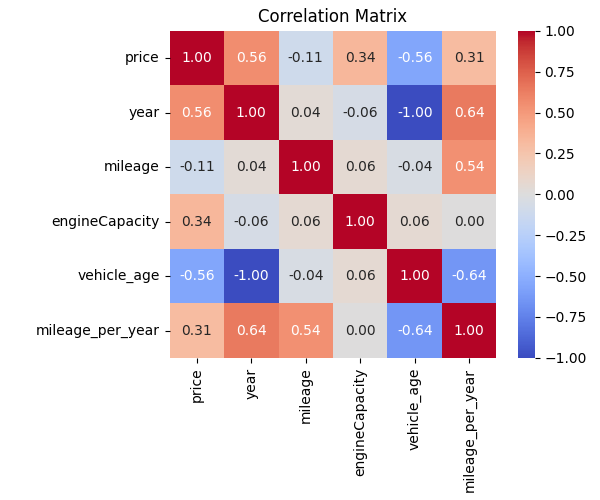 Correlation Matrix
price 1.00 0.56 -0.11 0.34 -0.56 0.31
year 0.56 1.00 0.04 -0.06 -1.00 0.64
mileage -0.11 0.04 1.00 0.06 -0.04 0.54
engineCapacity 0.34 -0.06 0.06 1.00 0.06 0.00
vehicle_age -0.56 -1.00 -0.04 0.06 1.00 -0.64
mileage_per_year 0.31 0.64 0.54 0.00 -0.64 1.00
price
year
mileage
engineCapacity
vehicle_age
mileage_per_year
1.00
0.75
0.50
0.25
0.00
−0.25
−0.50
−0.75
−1.00